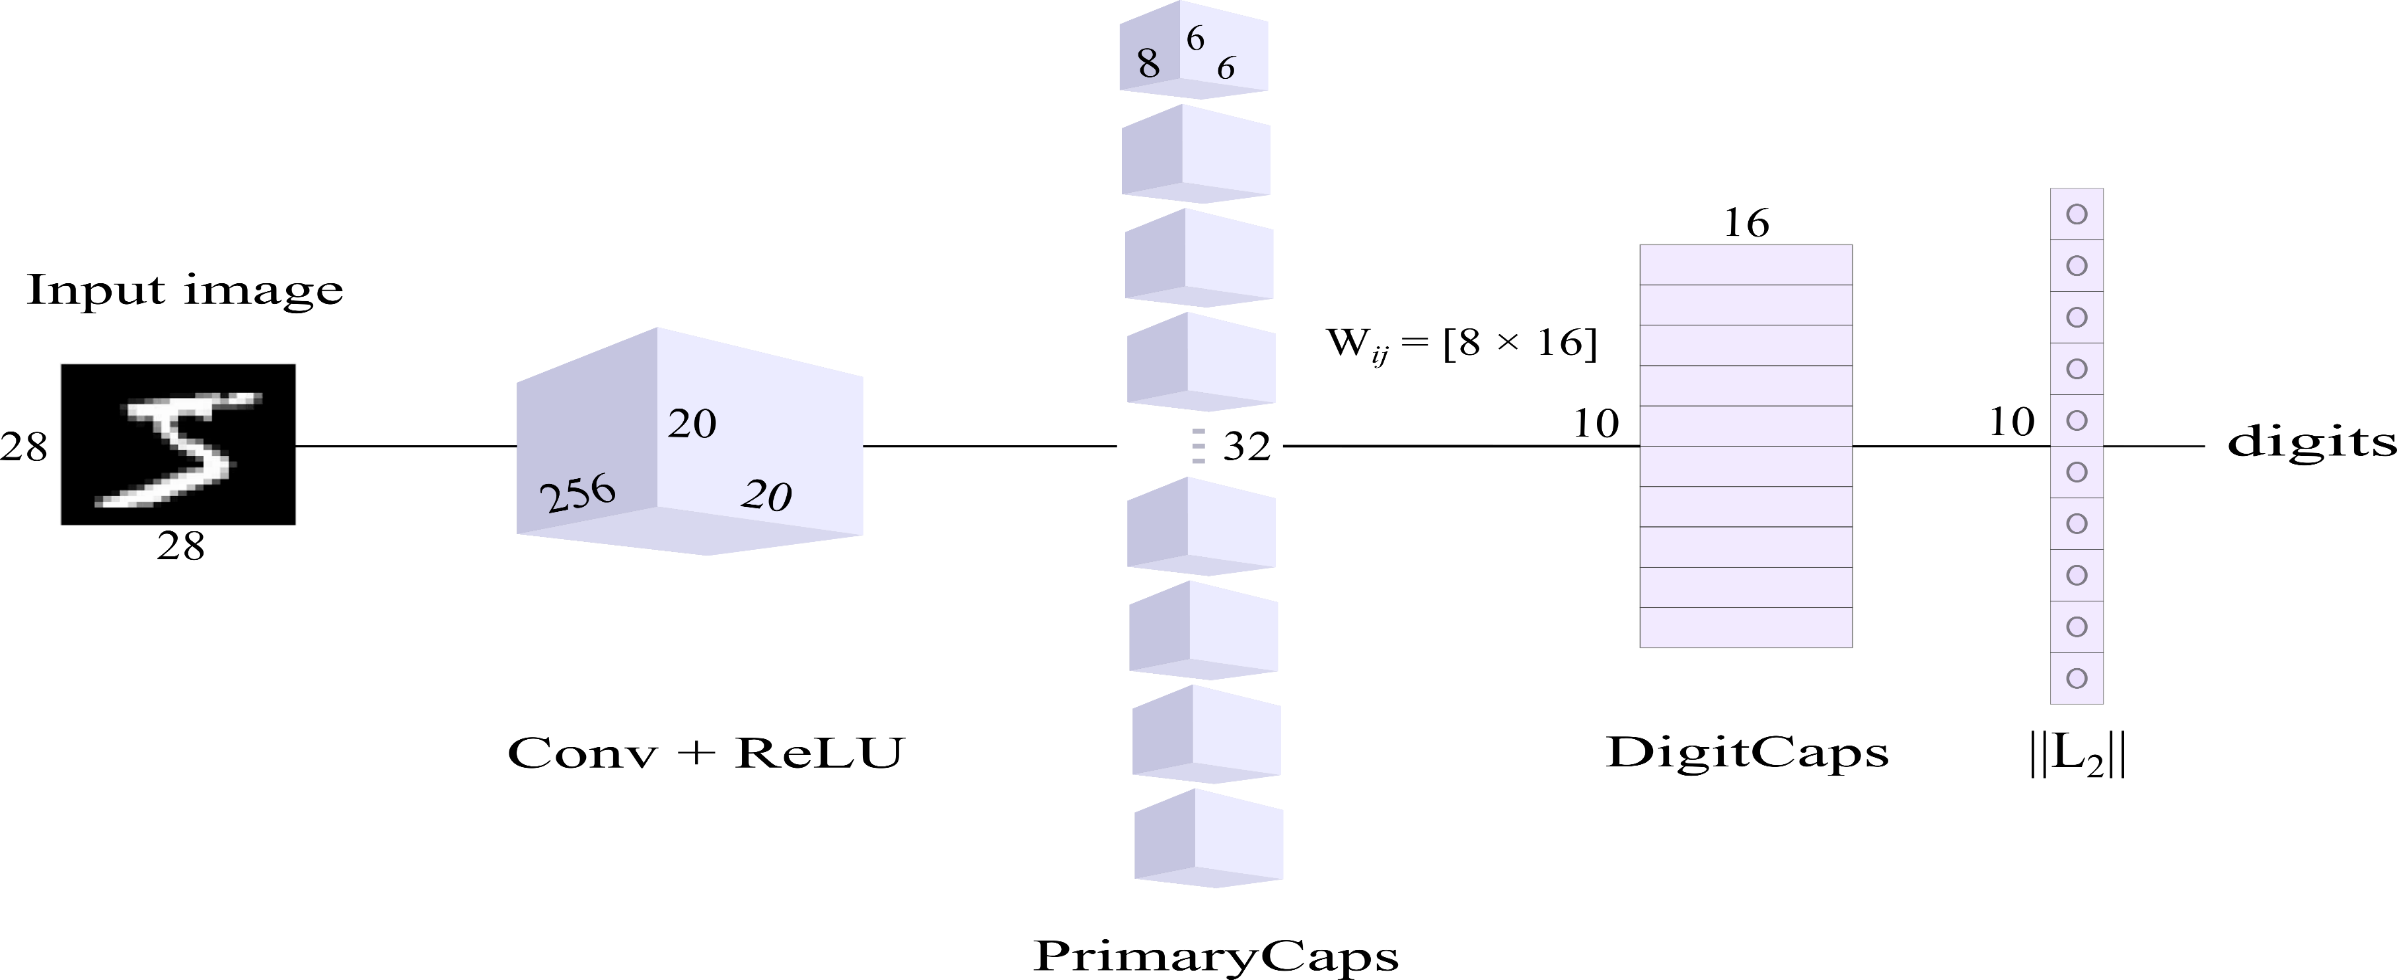 Input image
28
28
256
20
20
Conv + ReLU
8
6
6
32
PrimaryCaps
W_ij = [8 × 16]
16
10
DigitCaps
10
||L₂||
digits